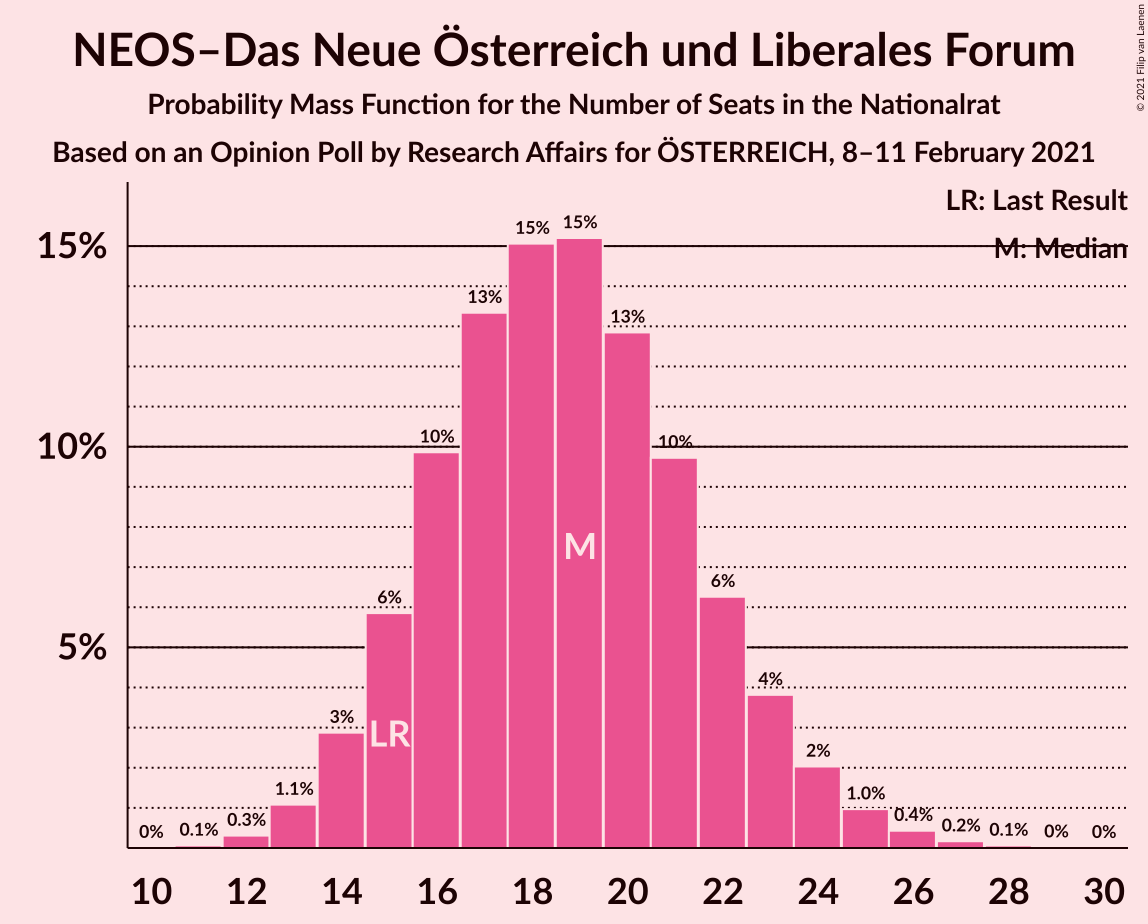 NEOS–Das Neue Österreich und Liberales Forum
Probability Mass Function for the Number of Seats in the Nationalrat
Based on an Opinion Poll by Research Affairs for ÖSTERREICH, 8–11 February 2021
© 2021 Filip van Laenen
LR: Last Result
M: Median
15%
10%
5%
0%
0.1%
0.3%
1.1%
3%
6%
10%
13%
15%
15%
13%
10%
6%
4%
2%
1.0%
0.4%
0.2%
0.1%
0%
0%
LR
M
10 12 14 16 18 20 22 24 26 28 30